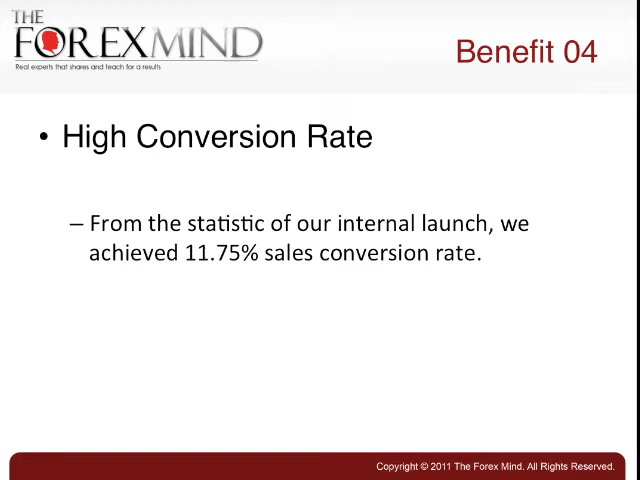 THE
FOREXMIND
Real experts that shares and teach for a results
Benefit 04
• High Conversion Rate
– From the statistic of our internal launch, we
achieved 11.75% sales conversion rate.
Copyright © 2011 The Forex Mind. All Rights Reserved.